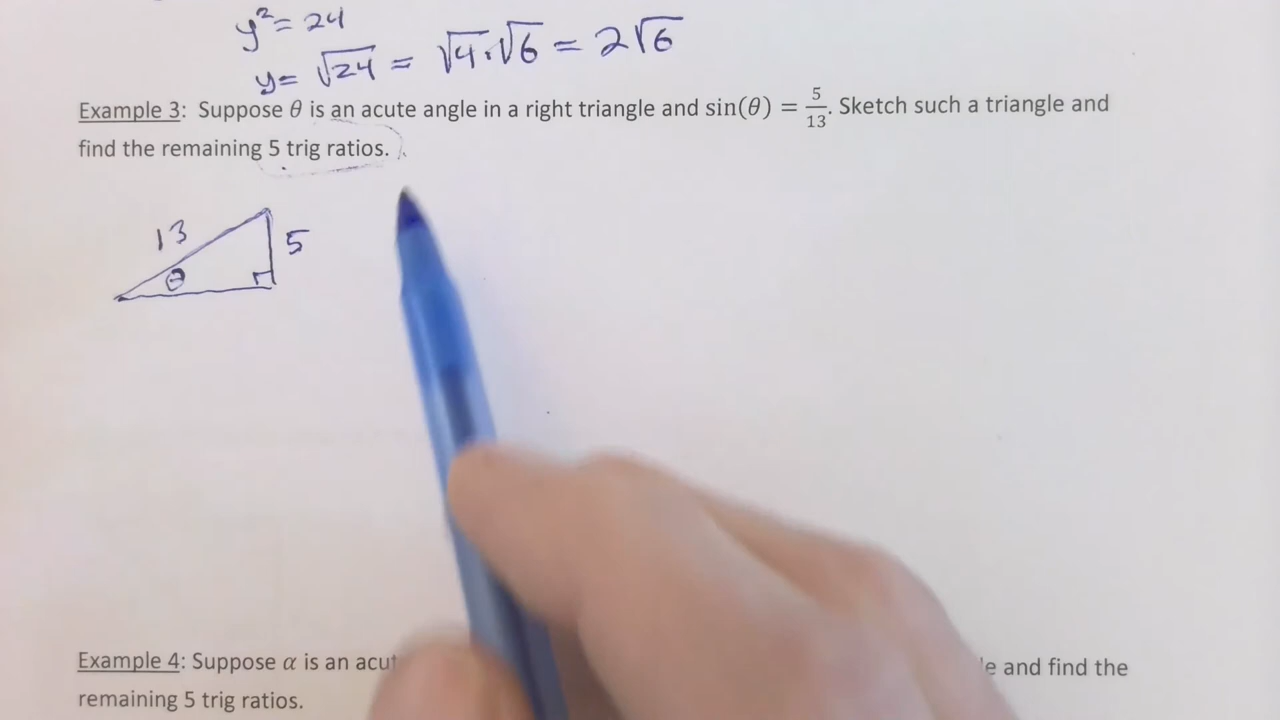 y² = 24
y = √24 = √4·√6 = 2√6
Example 3: Suppose θ is an acute angle in a right triangle and sin(θ) = 5/13. Sketch such a triangle and
find the remaining 5 trig ratios.
13
5
θ
Example 4: Suppose α is an and find the
remaining 5 trig ratios.